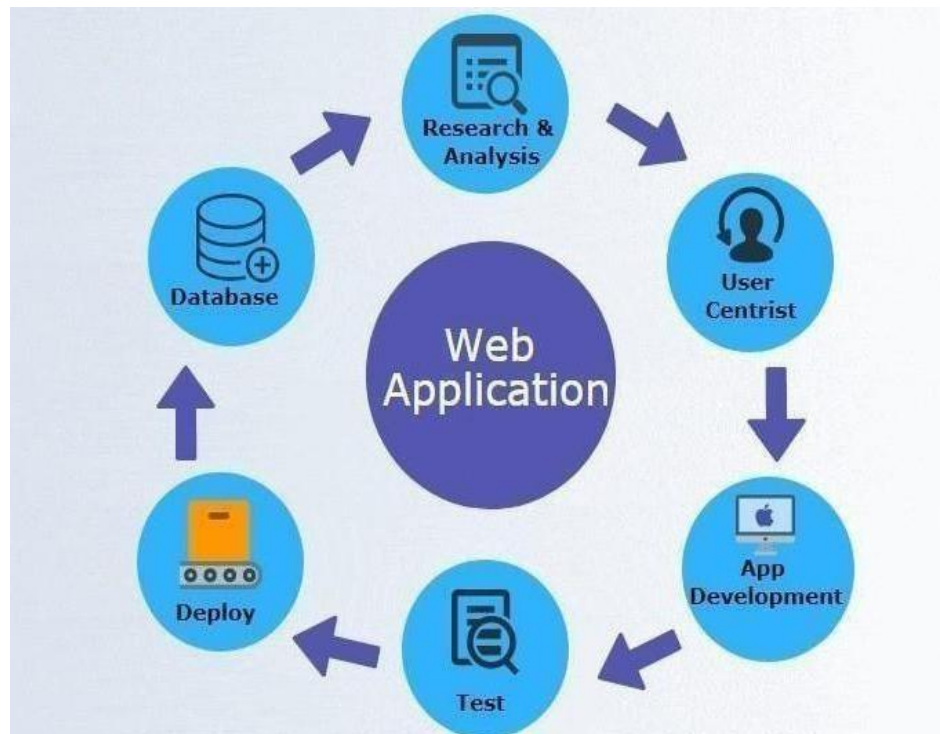 Research &
Analysis
User
Centrist
App
Development
Test
Deploy
Database
Web
Application